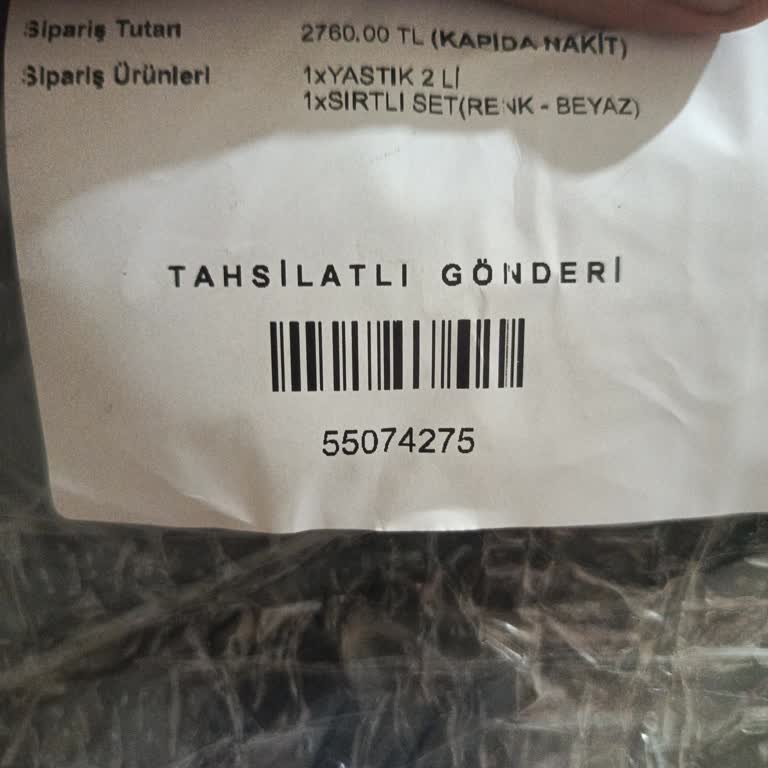 Sipariş Tutarı 2760.00 TL (KAPIDA NAKİT)
Sipariş Ürünleri 1xYASTIK 2 Lİ
1xSIRTLI SET(RENK - BEYAZ)
TAHSİLATLI GÖNDERİ
55074275